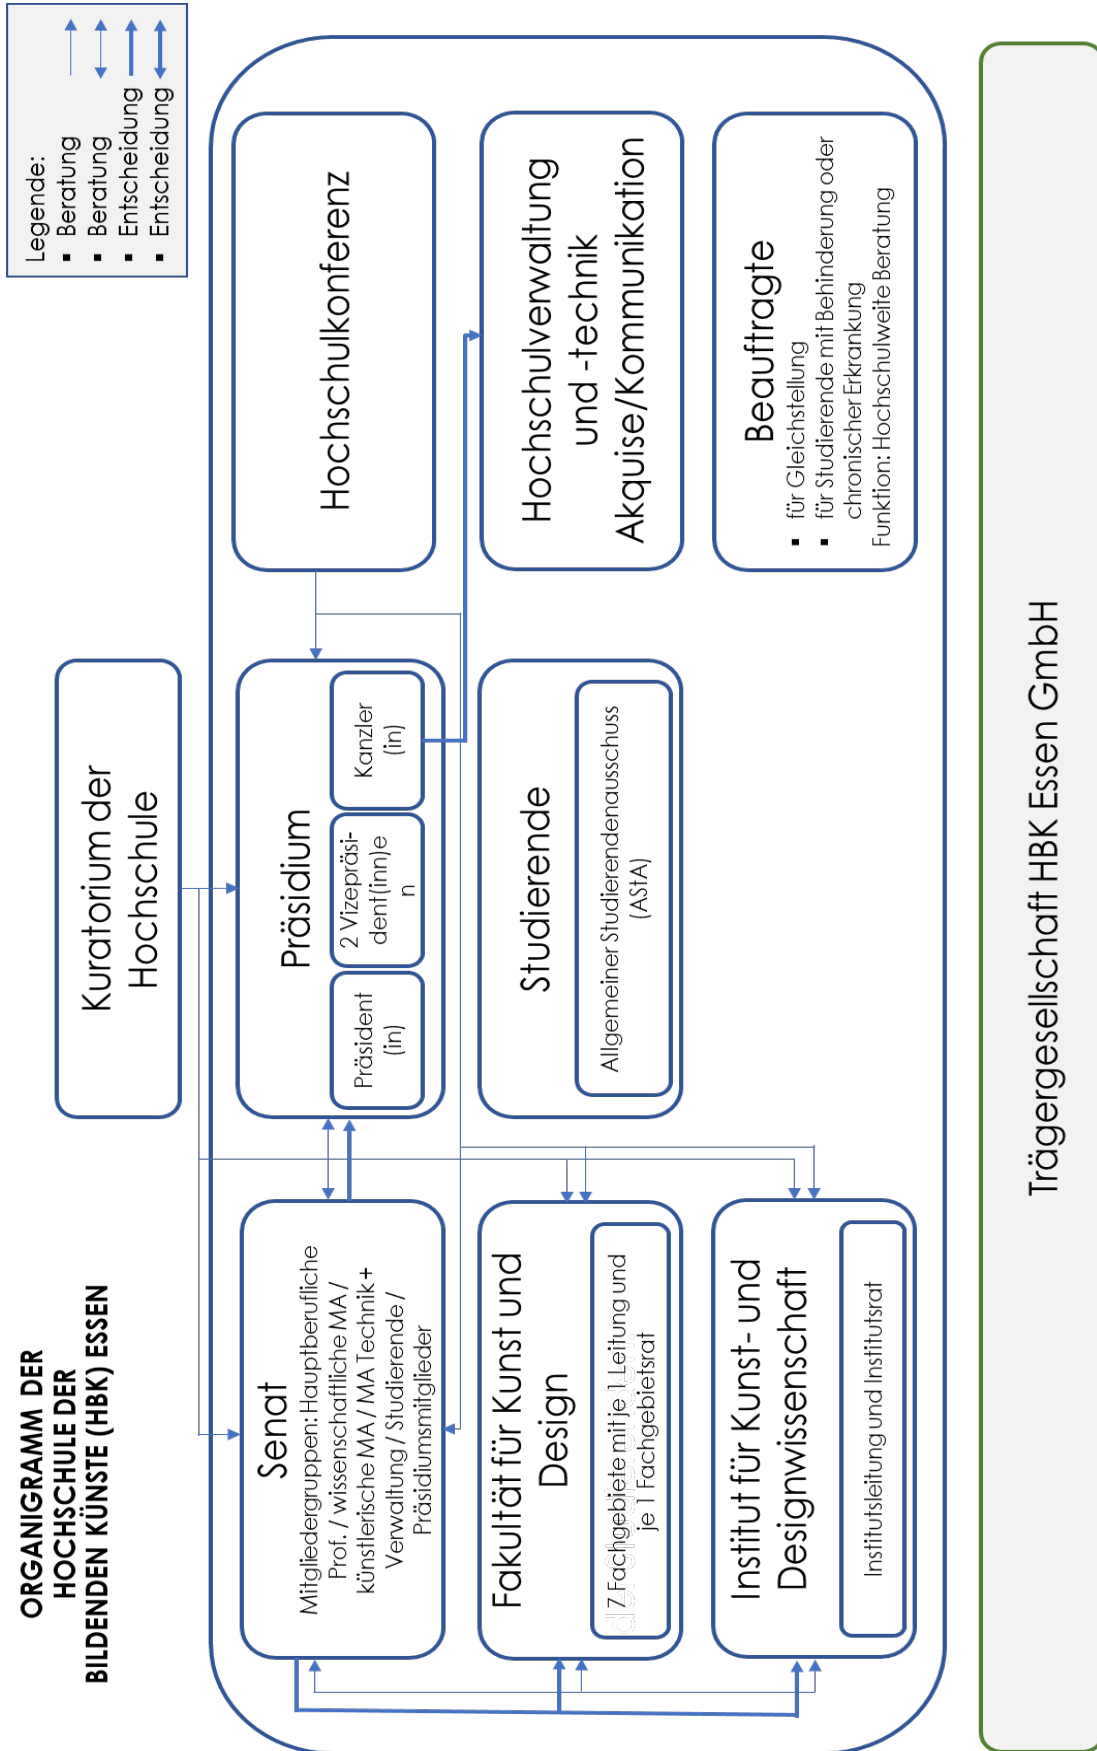 ORGANIGRAMM DER
HOCHSCHULE DER
BILDENDEN KÜNSTE (HBK) ESSEN
Kuratorium der
Hochschule
Legende:
▪ Beratung
▪ Beratung
▪ Entscheidung
▪ Entscheidung
Senat
Mitgliedergruppen: Hauptberufliche
Prof. / wissenschaftliche MA /
künstlerische MA / MA Technik +
Verwaltung / Studierende /
Präsidiumsmitglieder
Präsidium
Präsident
(in)
2 Vizepräsi-
dent(inn)e
n
Kanzler
(in)
Hochschulkonferenz
Fakultät für Kunst und
Design
7 Fachgebiete mit je 1 Leitung und
je 1 Fachgebietsrat
Studierende
Allgemeiner Studierendenausschuss
(AStA)
Hochschulverwaltung
und -technik
Akquise/Kommunikation
Institut für Kunst- und
Designwissenschaft
Institutsleitung und Institutsrat
Beauftragte
▪ für Gleichstellung
▪ für Studierende mit Behinderung oder
chronischer Erkrankung
Funktion: Hochschulweite Beratung
Trägergesellschaft HBK Essen GmbH